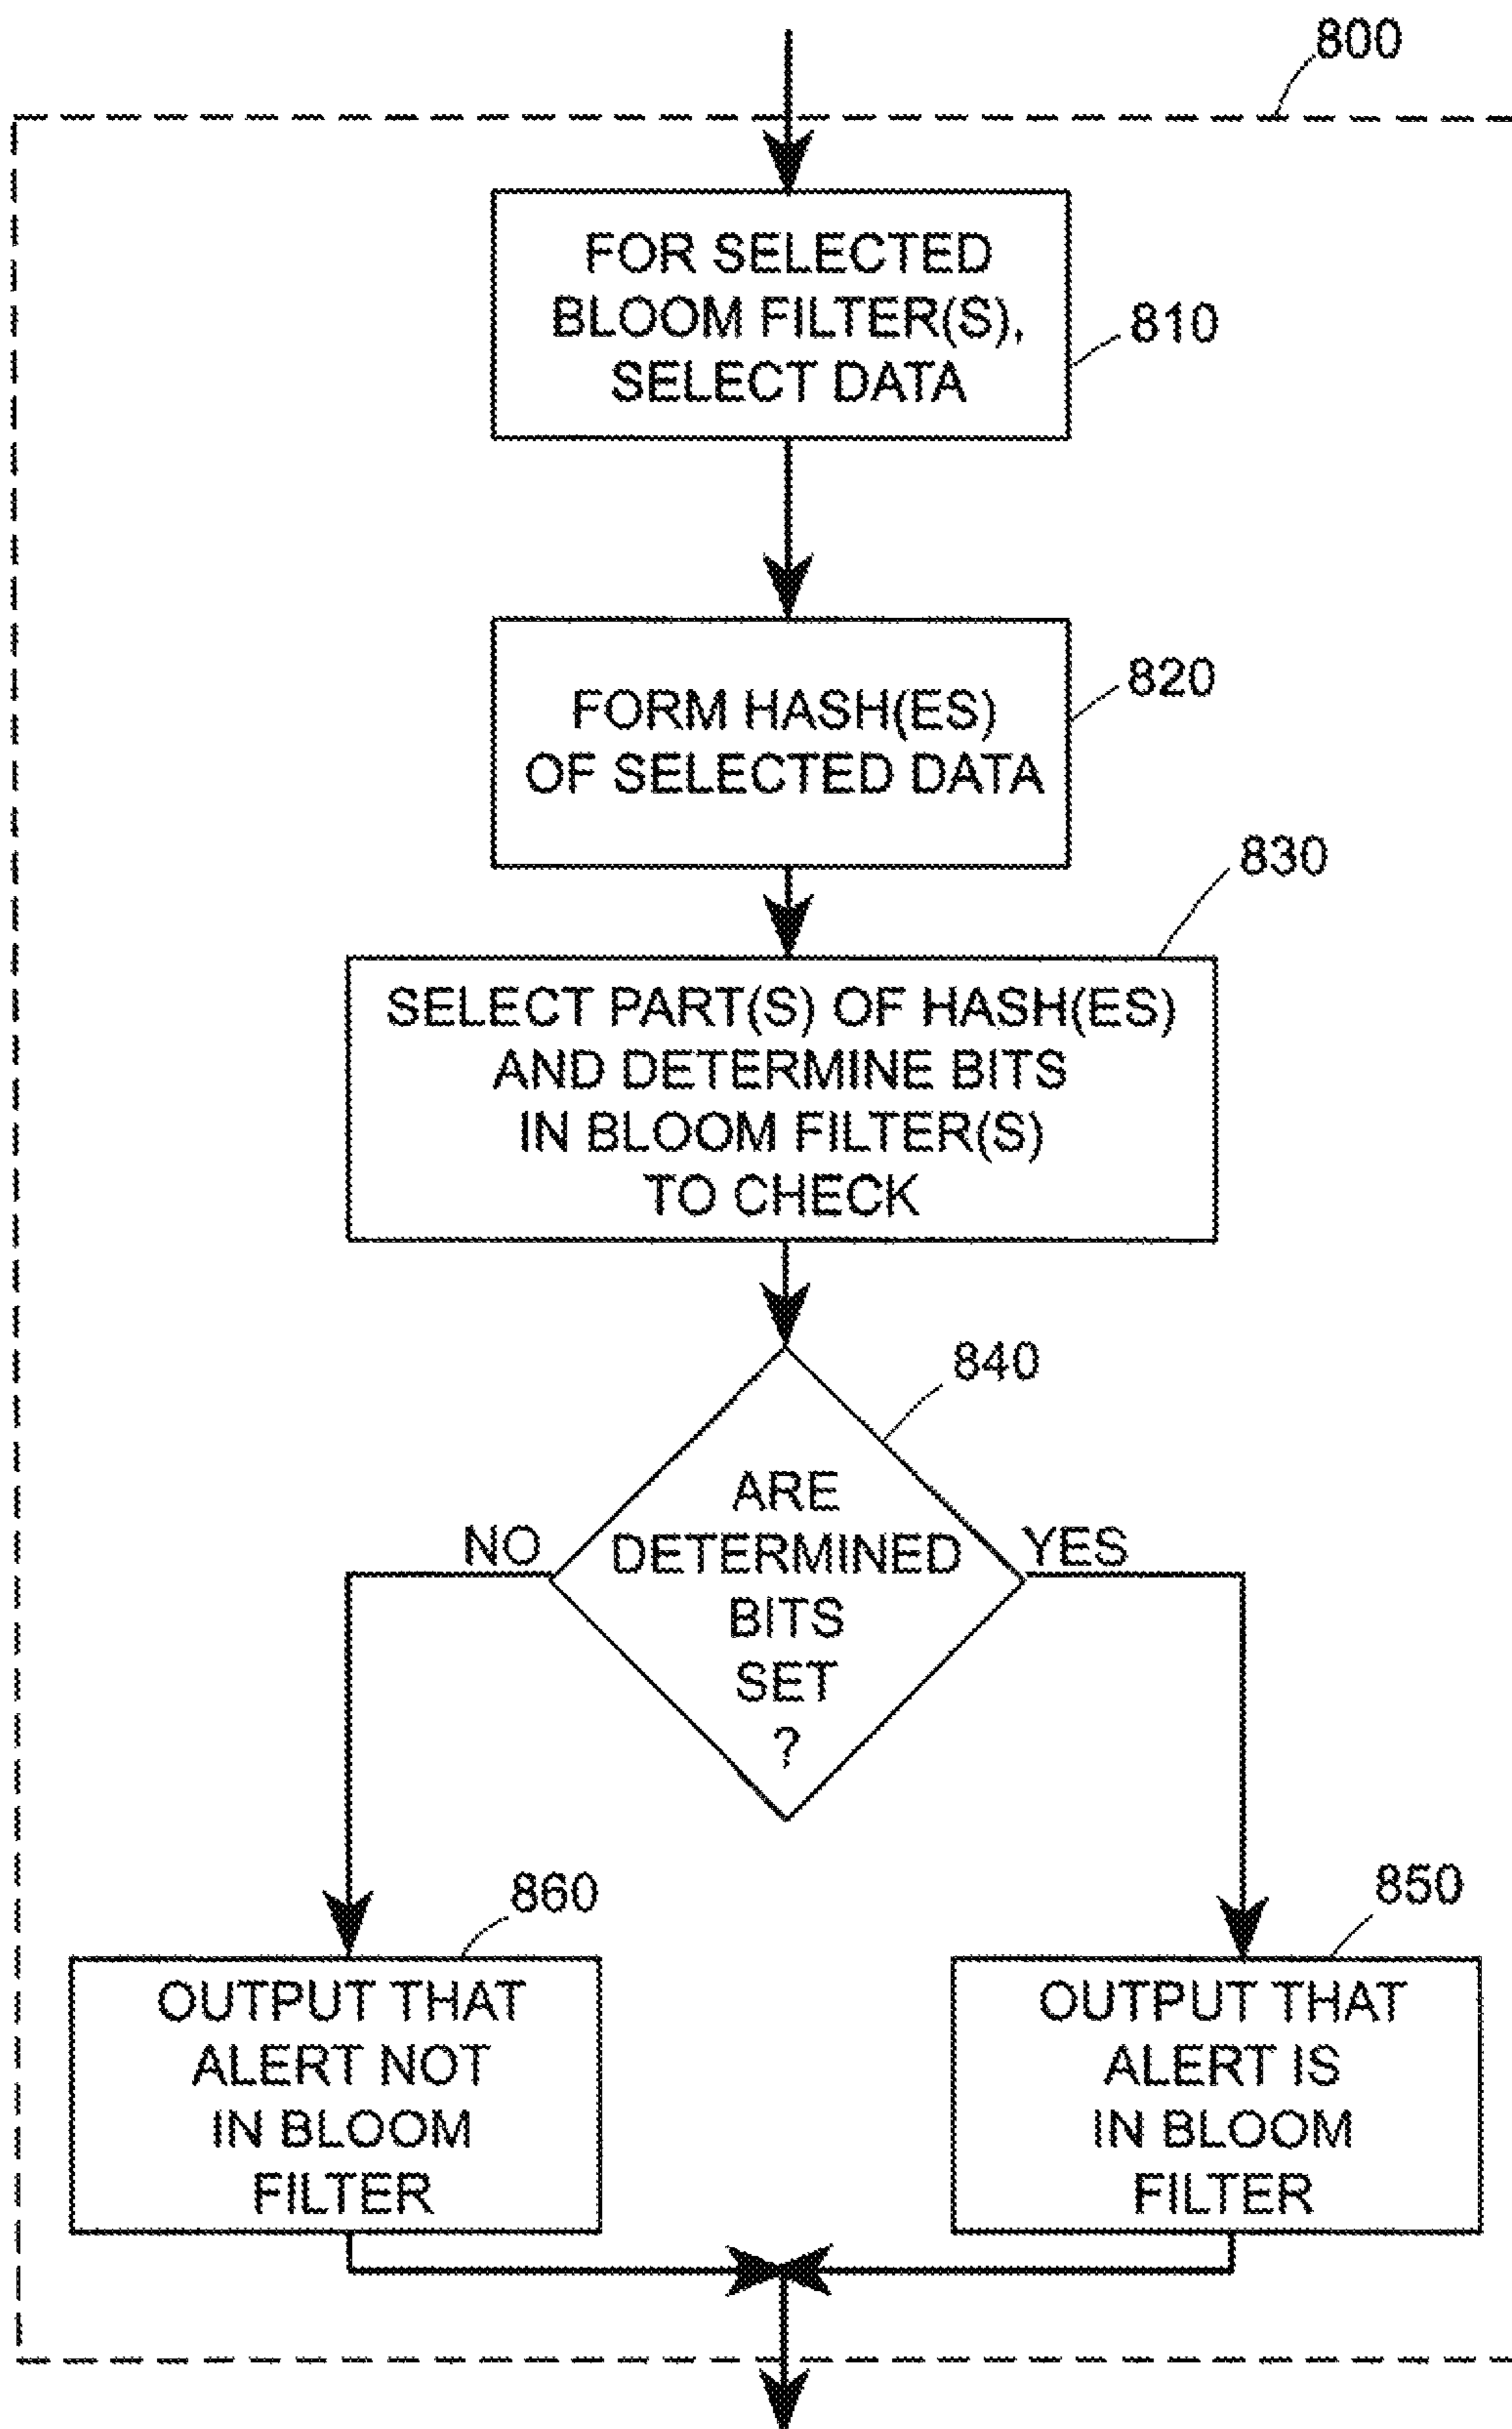 800
FOR SELECTED
BLOOM FILTER(S),
SELECT DATA
810
FORM HASH(ES)
OF SELECTED DATA
820
830
SELECT PART(S) OF HASH(ES)
AND DETERMINE BITS
IN BLOOM FILTER(S)
TO CHECK
840
ARE
DETERMINED
BITS
SET
?
NO
YES
860
OUTPUT THAT
ALERT NOT
IN BLOOM
FILTER
850
OUTPUT THAT
ALERT IS
IN BLOOM
FILTER